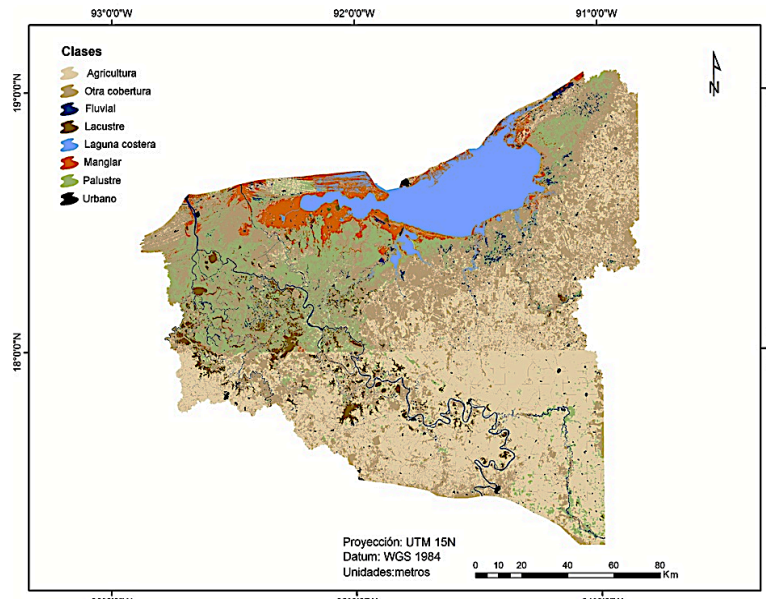 93°0'0"W 92°0'0"W 91°0'0"W
Clases
Agricultura
Otra cobertura
Fluvial
Lacustre
Laguna costera
Manglar
Palustre
Urbano
N
19°0'0"N
18°0'0"N
Proyección: UTM 15N
Datum: WGS 1984
Unidades:metros
0 10 20 40 60 80
Km